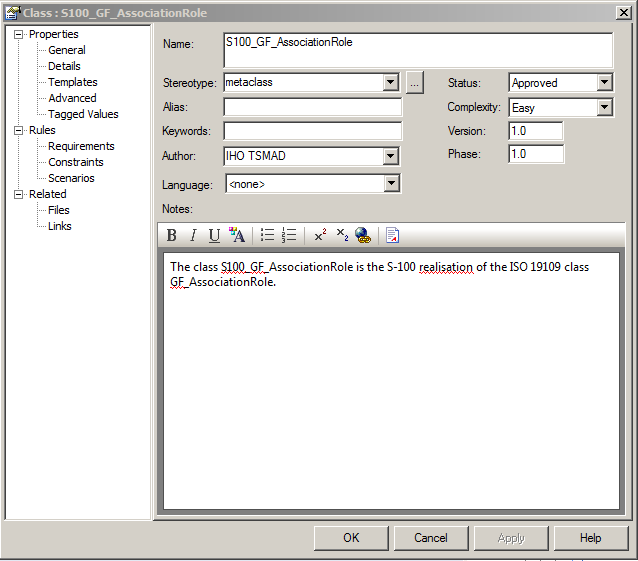 Class : S100_GF_AssociationRole
Properties
General
Details
Templates
Advanced
Tagged Values
Rules
Requirements
Constraints
Scenarios
Related
Files
Links
Name: S100_GF_AssociationRole
Stereotype: metaclass ... Status: Approved
Alias: Complexity: Easy
Keywords: Version: 1.0
Author: IHO TSMAD Phase: 1.0
Language: <none>
Notes:
B I U A x² x₂
The class S100_GF_AssociationRole is the S-100 realisation of the ISO 19109 class
GF_AssociationRole.
OK Cancel Apply Help